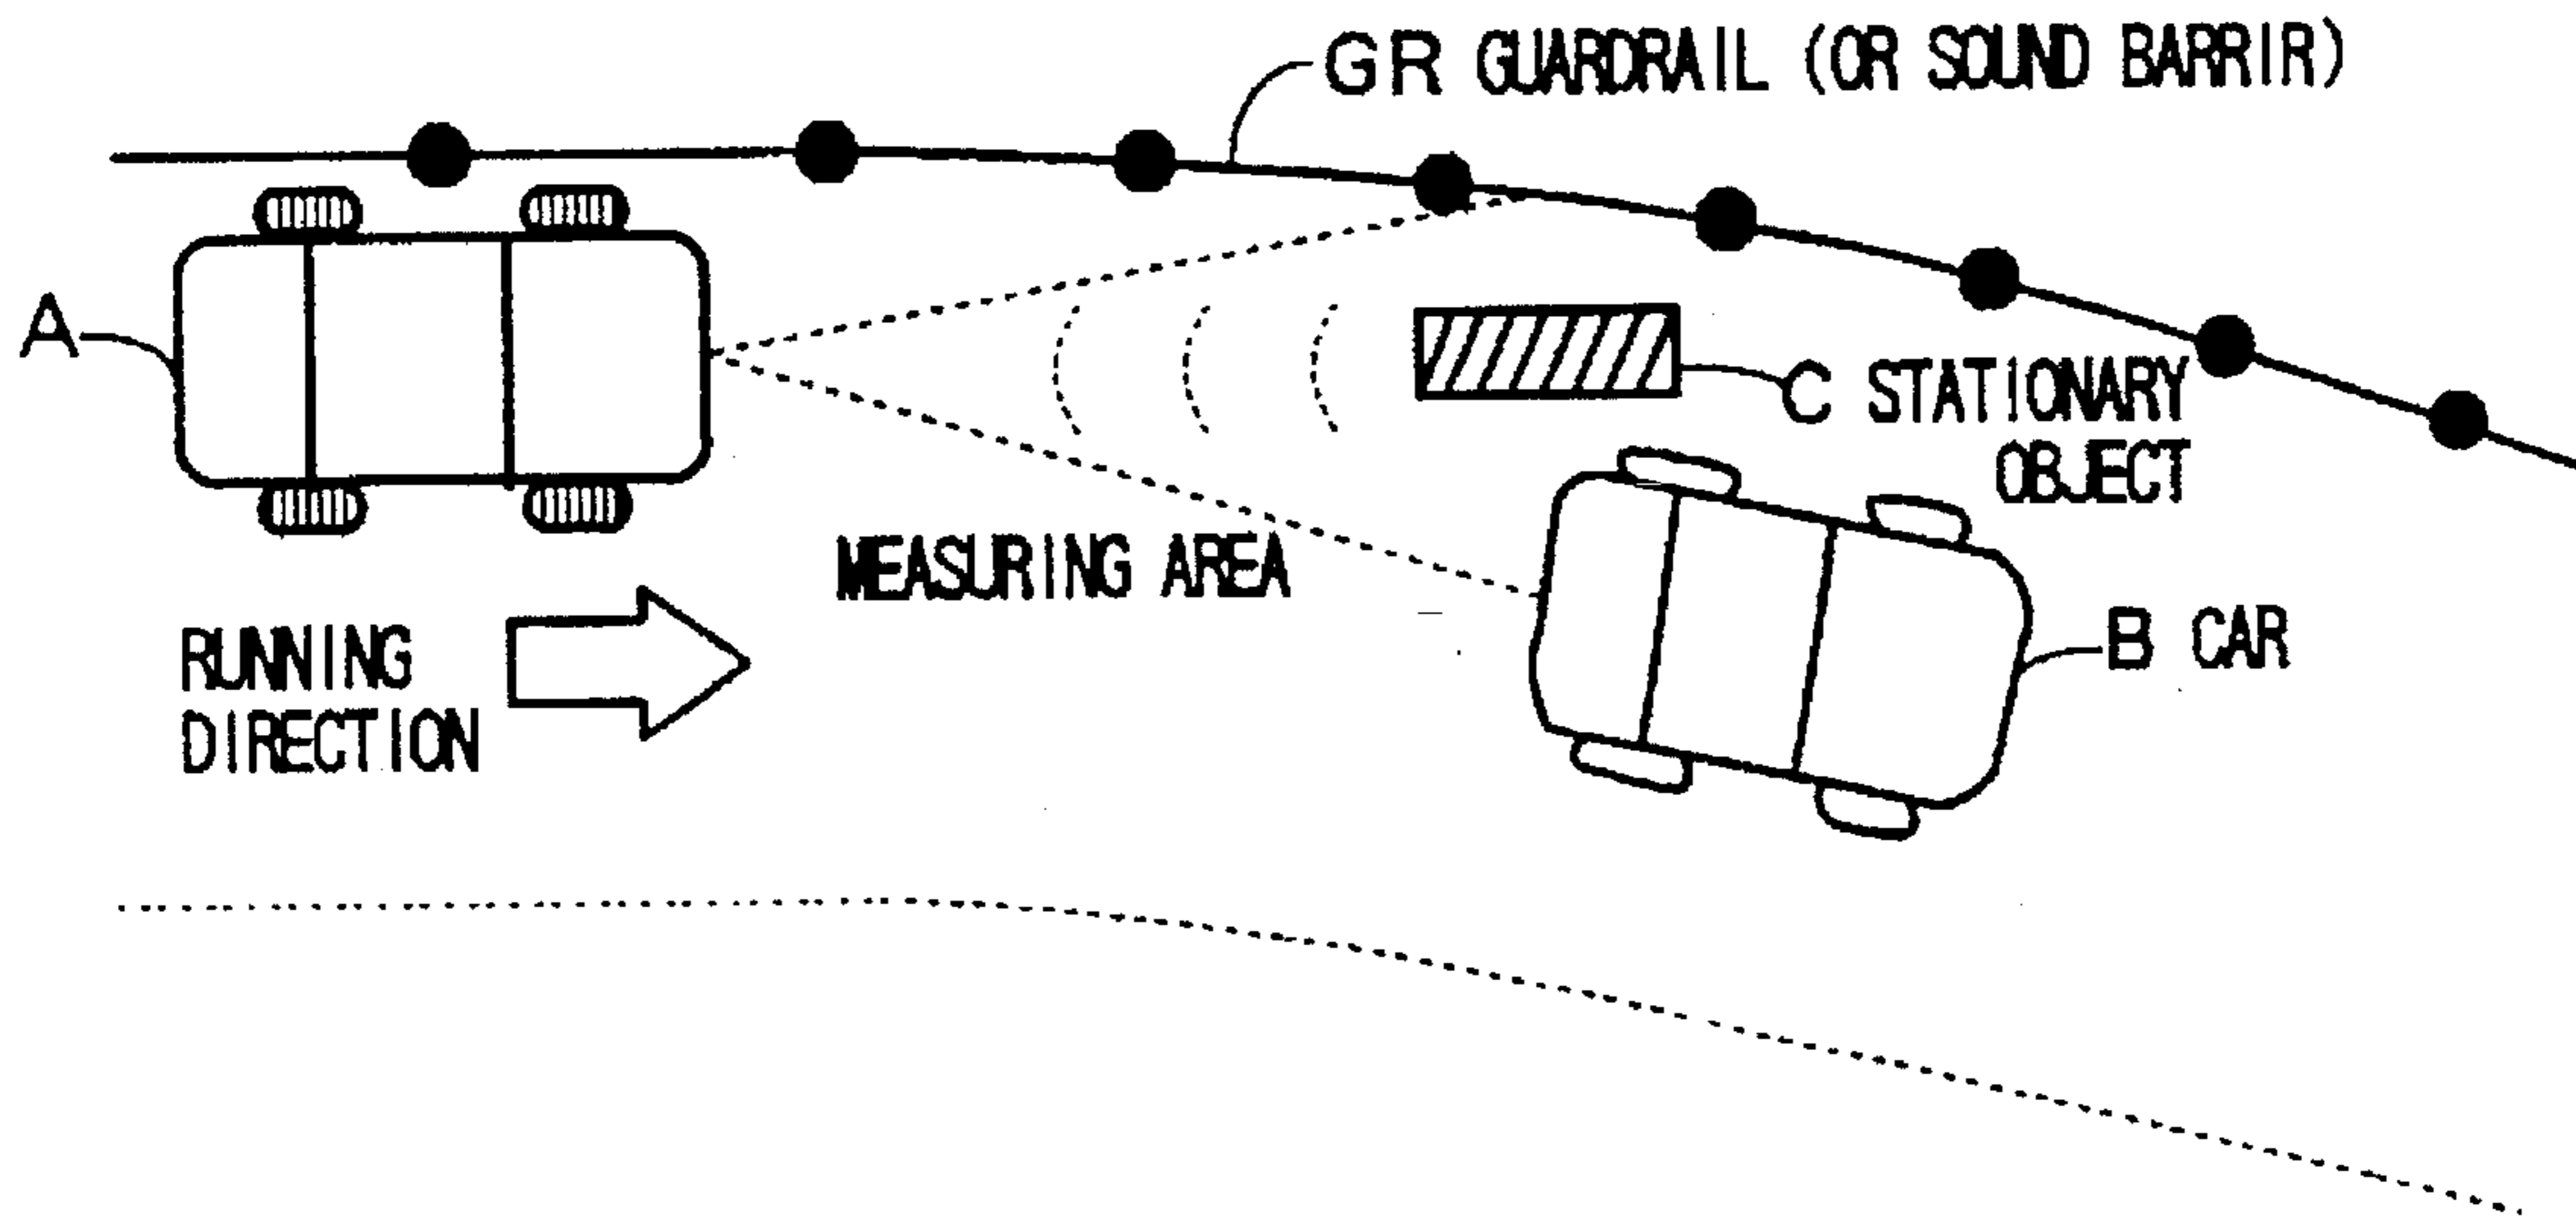 GR GUARDRAIL (OR SOUND BARRIR)
A
C STATIONARY
OBJECT
MEASURING AREA
RUNNING
DIRECTION
B CAR